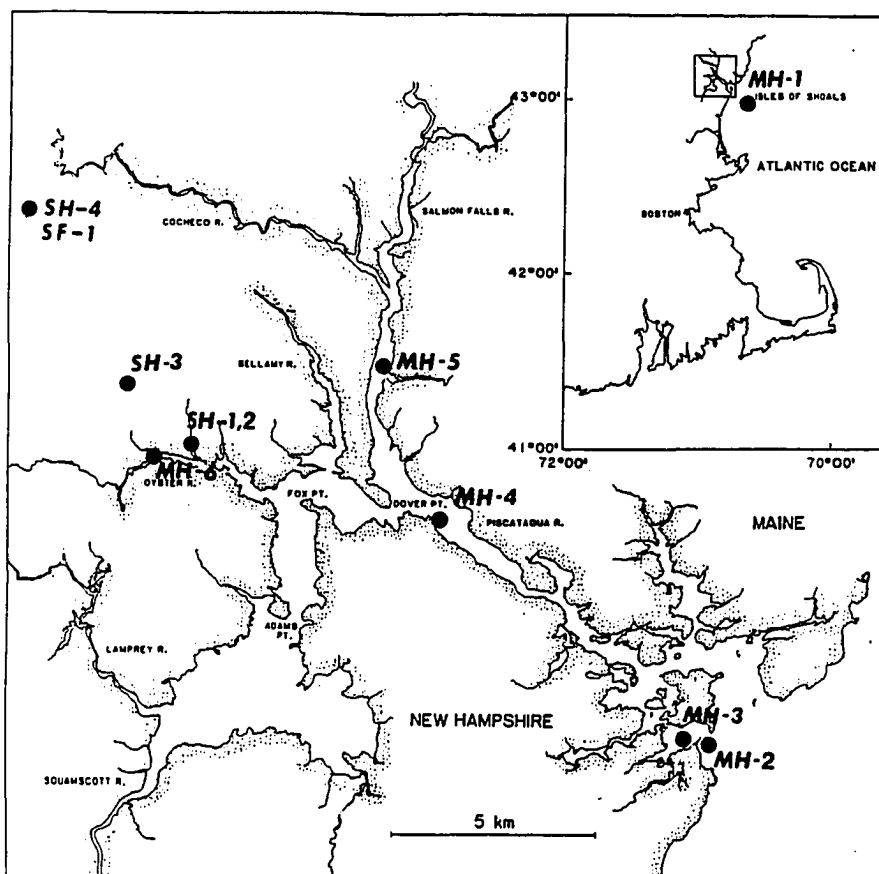 MH-1
43°00'
ISLES OF SHOALS
ATLANTIC OCEAN
SALMON FALLS R.
SH-4
SF-1
COCHECO R.
BOSTON
42°00'
SH-3
BELLAMY R.
MH-5
SH-1,2
41°00'
MH-6
OYSTER R.
72°00'
70°00'
FOX PT.
DOVER PT.
MH-4
PISCATAQUA R.
MAINE
ADAMS
PT.
LAMPREY R.
NEW HAMPSHIRE
MH-3
MH-2
SQUAMSCOTT R.
5 km